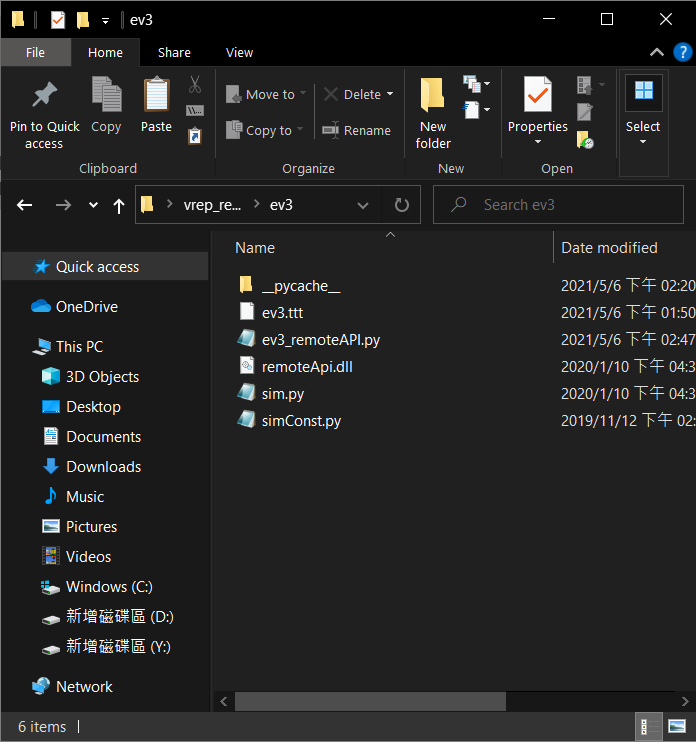 ev3
File Home Share View
Pin to Quick access
Copy
Paste
Move to
Copy to
Delete
Rename
New folder
Properties
Select
Clipboard Organize New Open
vrep_re... ev3
Search ev3
Name Date modified
Quick access
OneDrive
This PC
3D Objects
Desktop
Documents
Downloads
Music
Pictures
Videos
Windows (C:)
新增磁碟區 (D:)
新增磁碟區 (Y:)
Network
__pycache__ 2021/5/6 下午 02:20
ev3.ttt 2021/5/6 下午 01:50
ev3_remoteAPI.py 2021/5/6 下午 02:47
remoteApi.dll 2020/1/10 下午 04:3
sim.py 2020/1/10 下午 04:3
simConst.py 2019/11/12 下午 02:
6 items